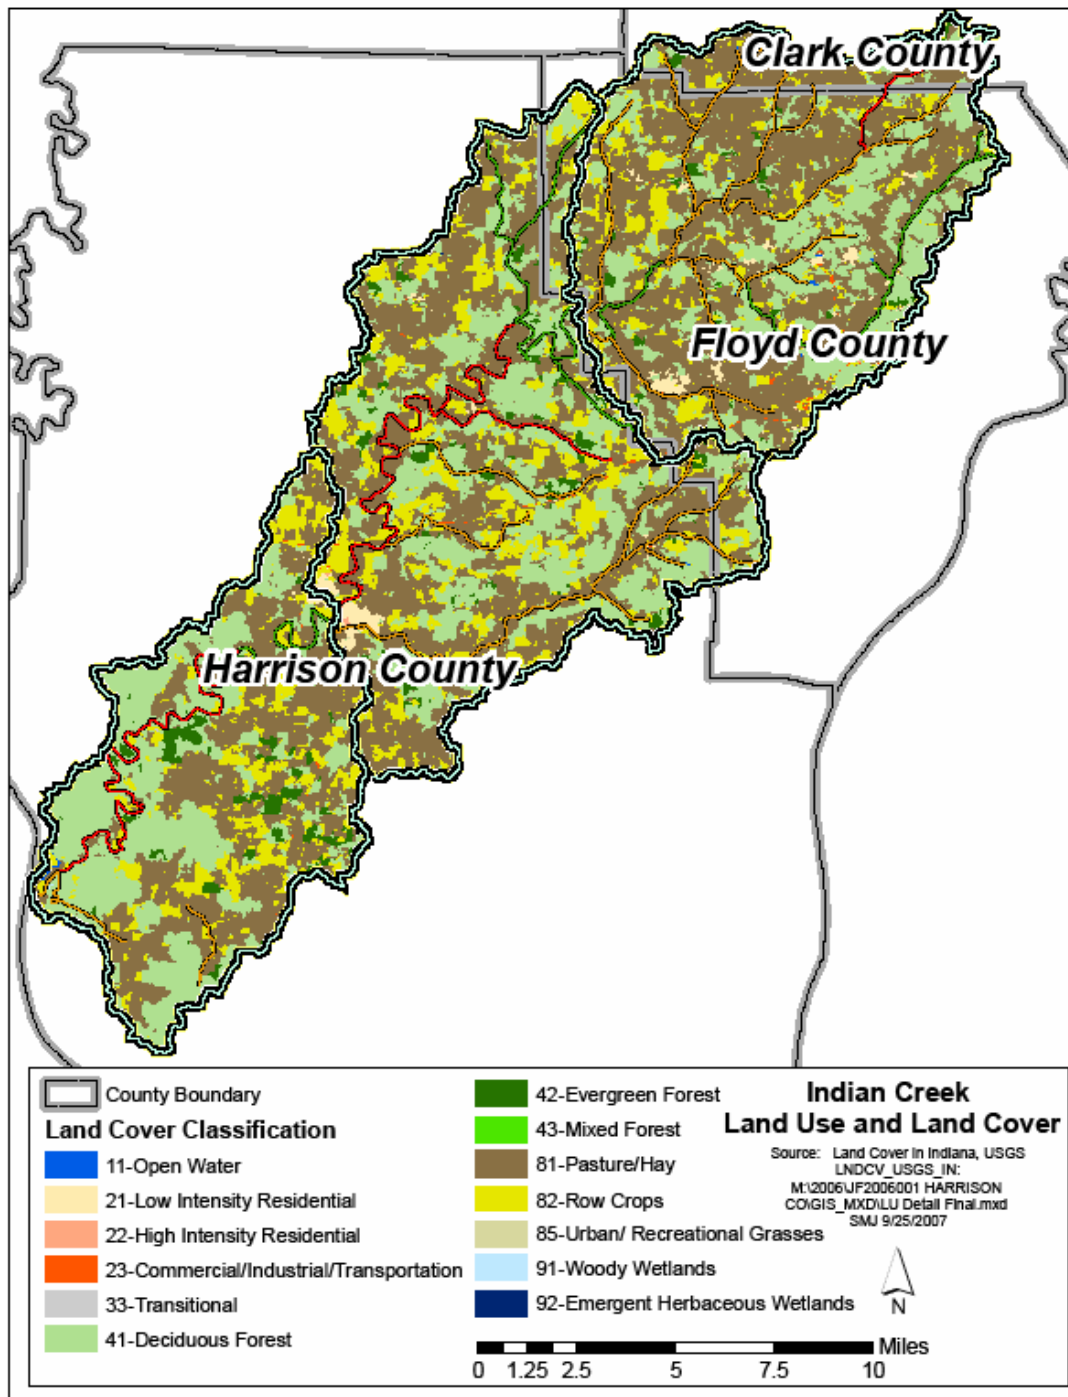 Clark County
Floyd County
Harrison County
County Boundary
Land Cover Classification
11-Open Water
21-Low Intensity Residential
22-High Intensity Residential
23-Commercial/Industrial/Transportation
33-Transitional
41-Deciduous Forest
42-Evergreen Forest
43-Mixed Forest
81-Pasture/Hay
82-Row Crops
85-Urban/ Recreational Grasses
91-Woody Wetlands
92-Emergent Herbaceous Wetlands
Indian Creek
Land Use and Land Cover
Source: Land Cover in Indiana, USGS
LNDCV_USGS_IN:
M:\2006\JF2006001 HARRISON
CO\GIS_MXD\LU Detail Final.mxd
SMJ 9/25/2007
N
Miles
0 1.25 2.5 5 7.5 10